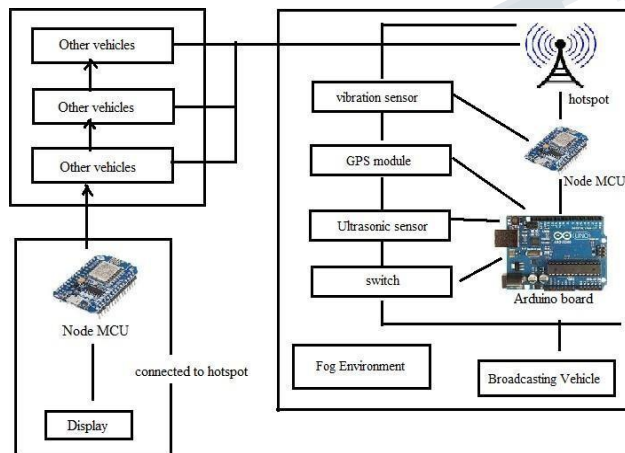 Other vehicles
Other vehicles
Other vehicles
Node MCU
Display
connected to hotspot
hotspot
vibration sensor
Node MCU
GPS module
Ultrasonic sensor
switch
UNO
Arduino board
Fog Environment
Broadcasting Vehicle